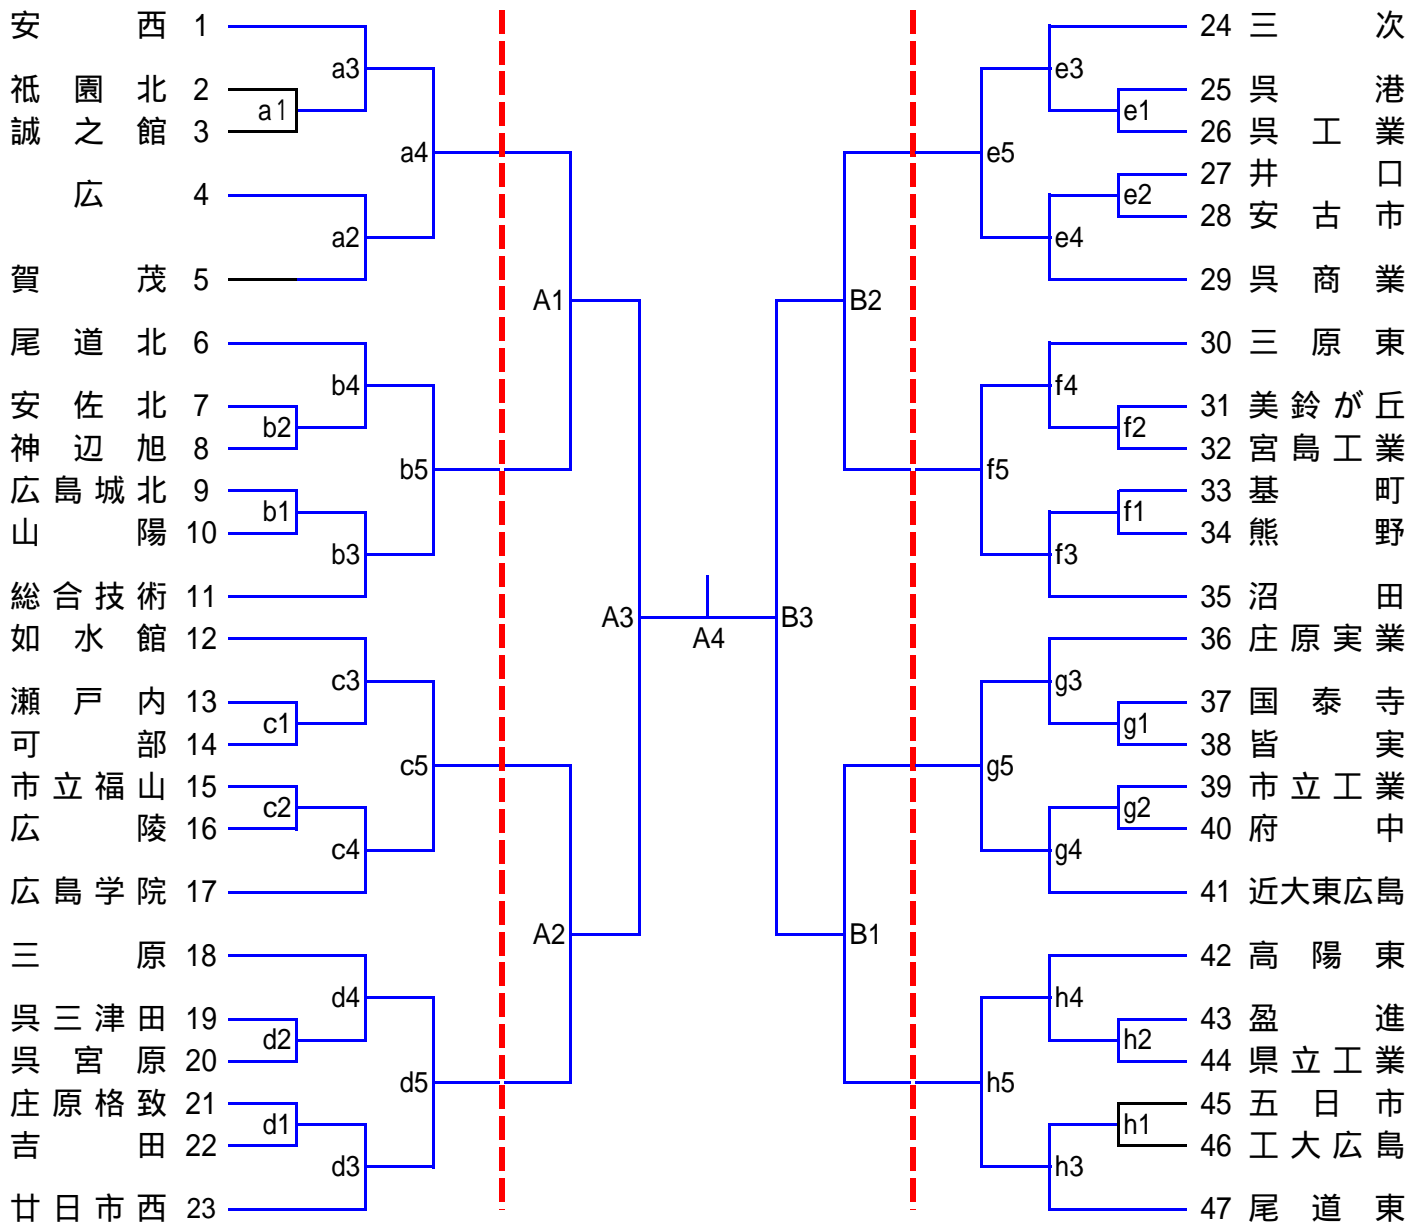 安西 1
祗園北 2
誠之館 3
広 4
賀茂 5
尾道北 6
安佐北 7
神辺旭 8
広島城北 9
山陽 10
総合技術 11
如水館 12
瀬戸内 13
可部 14
市立福山 15
広陵 16
広島学院 17
三原 18
呉三津田 19
呉宮原 20
庄原格致 21
吉田 22
廿日市西 23
a3
a1
a4
a2
b4
b2
b5
b1
b3
c3
c1
c5
c2
c4
d4
d2
d5
d1
d3
A1
A2
A3
A4
B3
B2
B1
e3
e1
e5
e2
e4
f4
f2
f5
f1
f3
g3
g1
g5
g2
g4
h4
h2
h5
h1
h3
24 三次
25 呉港
26 呉工業
27 井口
28 安古市
29 呉商業
30 三原東
31 美鈴が丘
32 宮島工業
33 基町
34 熊野
35 沼田
36 庄原実業
37 国泰寺
38 皆実
39 市立工業
40 府中
41 近大東広島
42 高陽東
43 盈進
44 県立工業
45 五日市
46 工大広島
47 尾道東